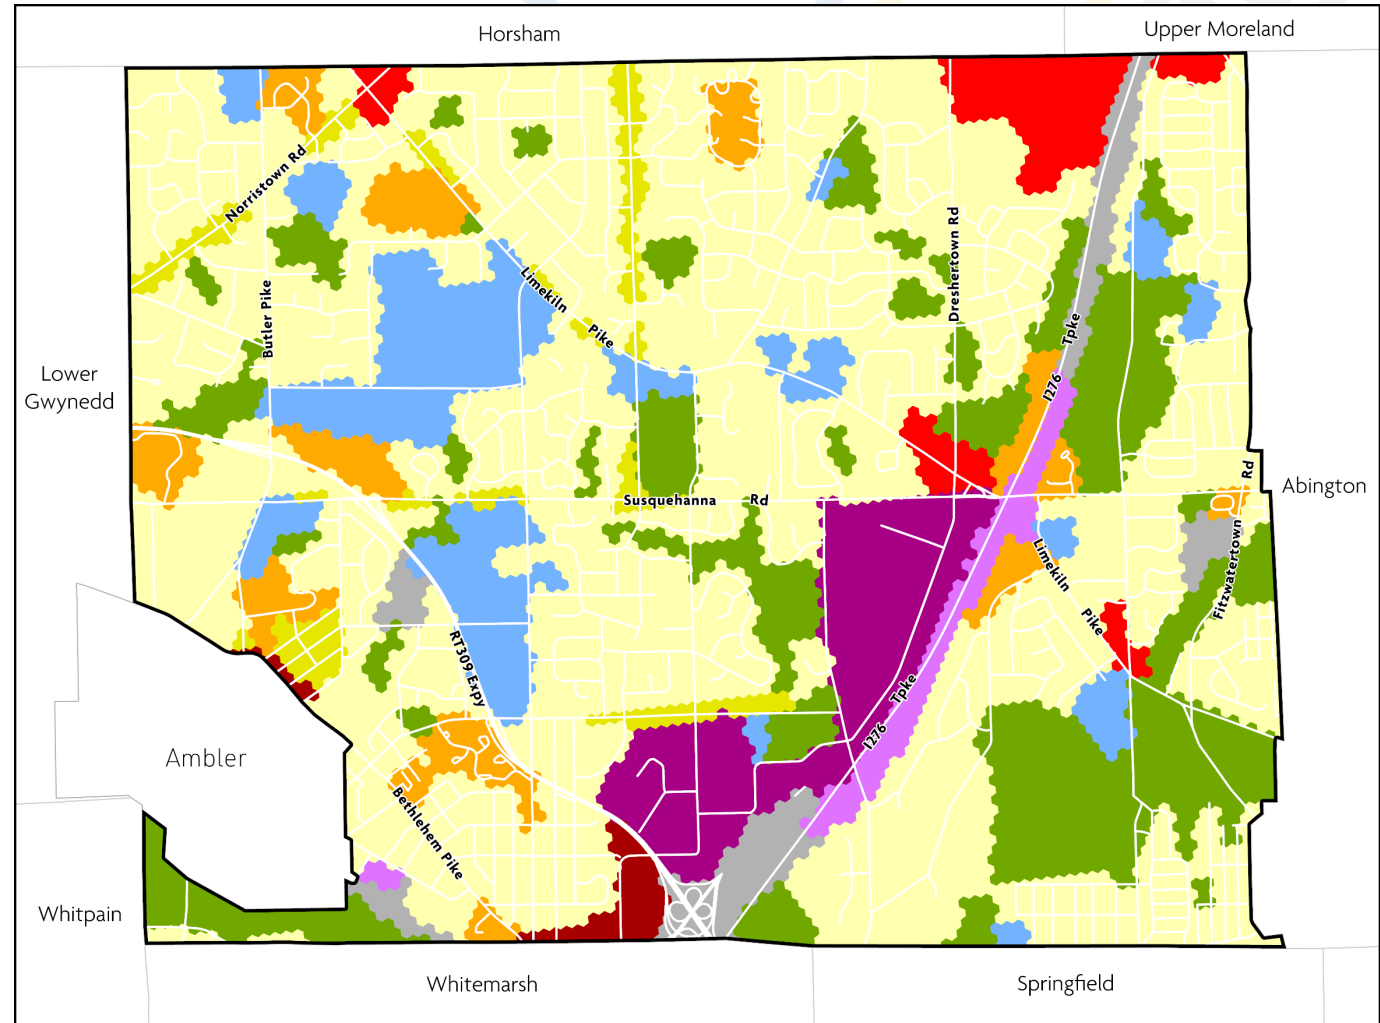 Horsham
Upper Moreland
Norristown Rd
Butler Pike
Limekiln
Pike
Dreshertown Rd
Tpke
I276
Lower
Gwynedd
Susquehanna Rd
Rd
Fitzwatertown
Abington
Limekiln
Pike
RT309 Expy
Tpke
I276
Ambler
Bethlehem Pike
Whitpain
Whitemarsh
Springfield